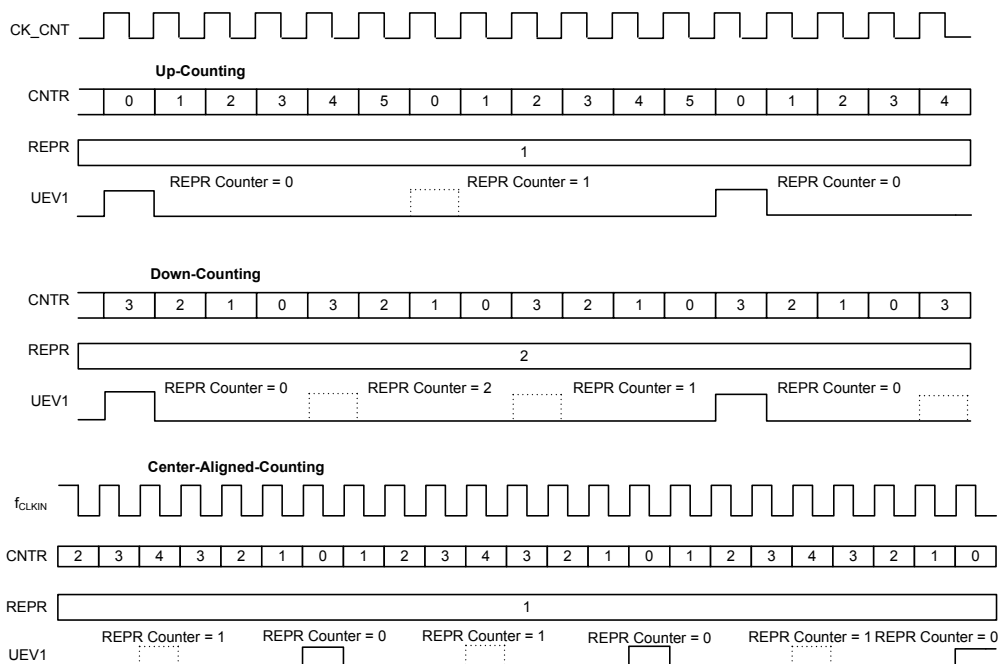 CK_CNT
Up-Counting
CNTR 0 1 2 3 4 5 0 1 2 3 4 5 0 1 2 3 4
REPR 1
REPR Counter = 0 REPR Counter = 1 REPR Counter = 0
UEV1
Down-Counting
CNTR 3 2 1 0 3 2 1 0 3 2 1 0 3 2 1 0 3
REPR 2
REPR Counter = 0 REPR Counter = 2 REPR Counter = 1 REPR Counter = 0
UEV1
Center-Aligned-Counting
fCLKIN
CNTR 2 3 4 3 2 1 0 1 2 3 4 3 2 1 0 1 2 3 4 3 2 1 0
REPR 1
REPR Counter = 1 REPR Counter = 0 REPR Counter = 1 REPR Counter = 0 REPR Counter = 1 REPR Counter = 0
UEV1